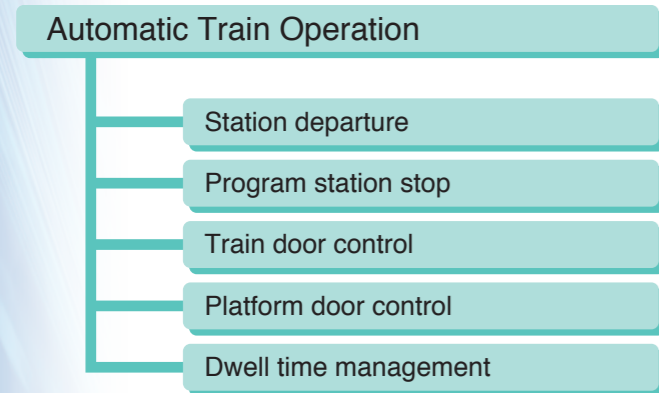 Automatic Train Operation
Station departure
Program station stop
Train door control
Platform door control
Dwell time management